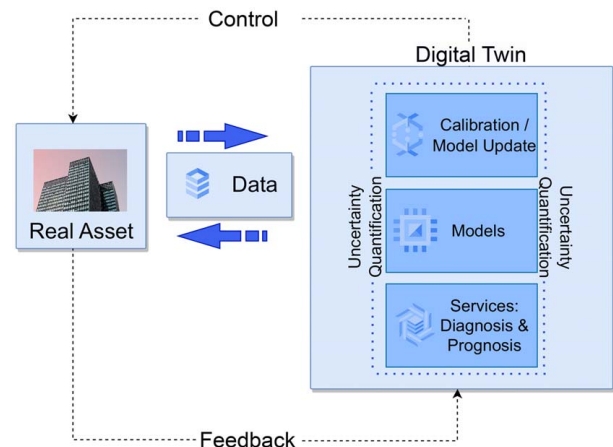 Control
Digital Twin
Calibration /
Model Update
Uncertainty
Quantification
Uncertainty
Quantification
Data
Real Asset
Models
Services:
Diagnosis &
Prognosis
Feedback